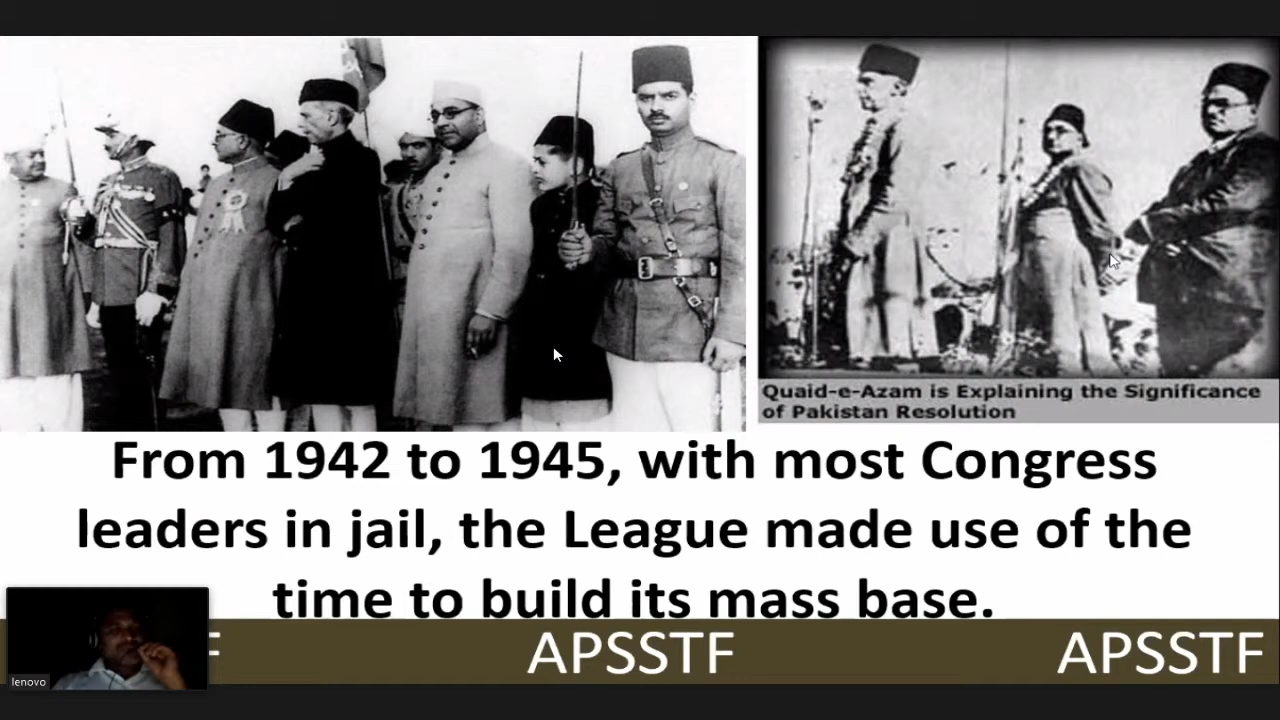 Quaid-e-Azam is Explaining the Significance
of Pakistan Resolution
From 1942 to 1945, with most Congress
leaders in jail, the League made use of the
time to build its mass base.
F APSSTF APSSTF
lenovo